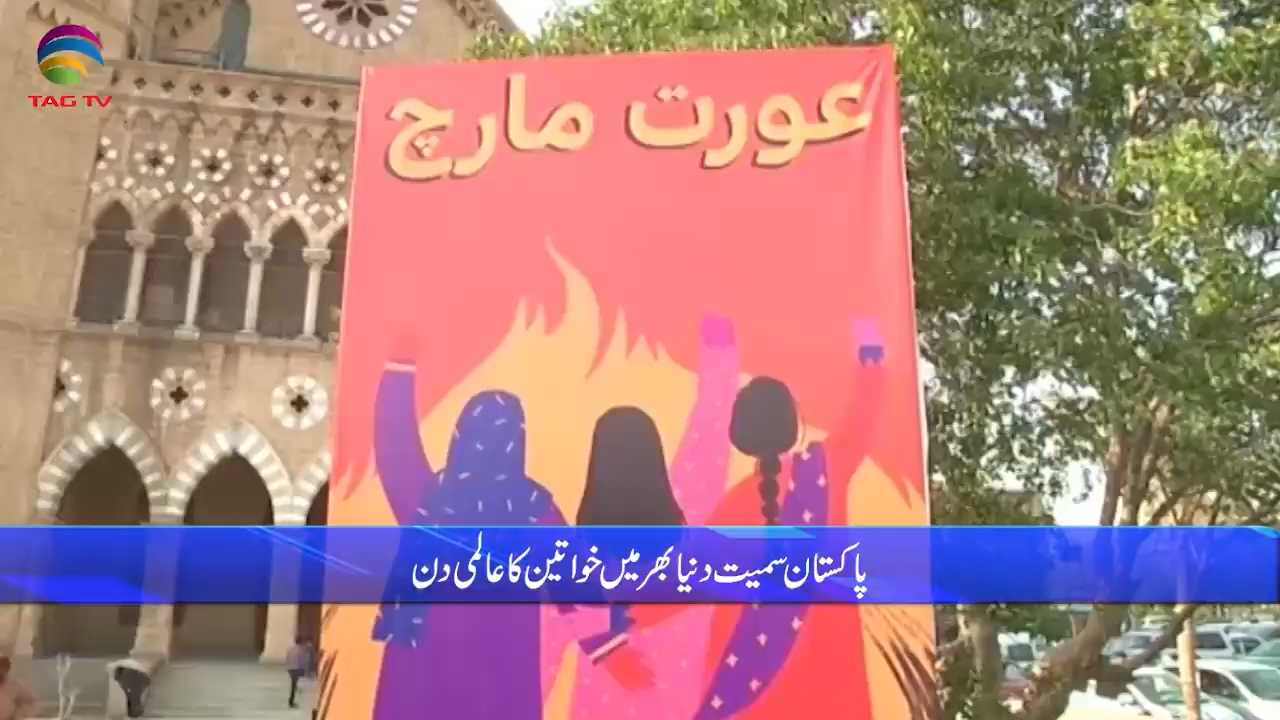 TAG TV
عورت مارچ
پاکستان سمیت دنیا بھر میں خواتین کا عالمی دن